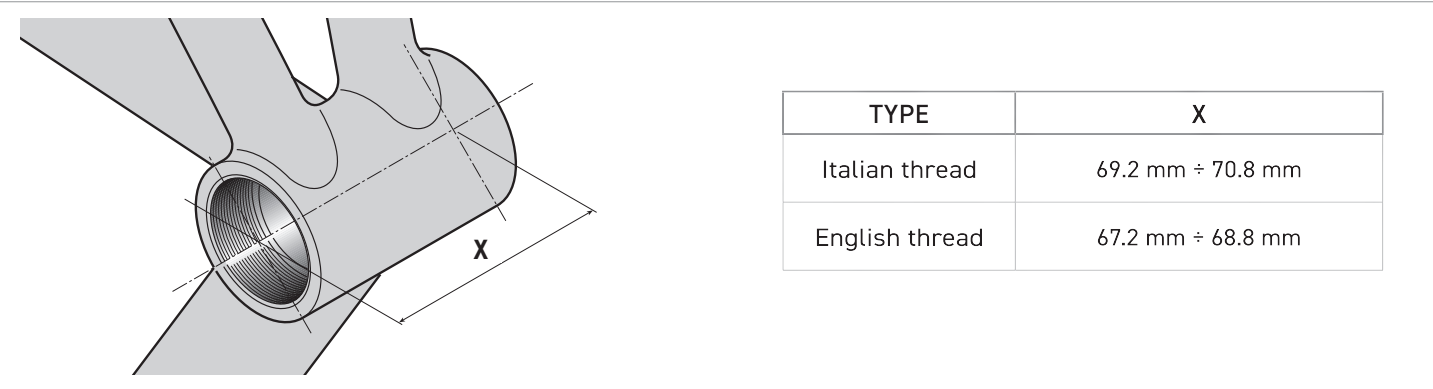 X
TYPE X
Italian thread 69.2 mm ÷ 70.8 mm
English thread 67.2 mm ÷ 68.8 mm